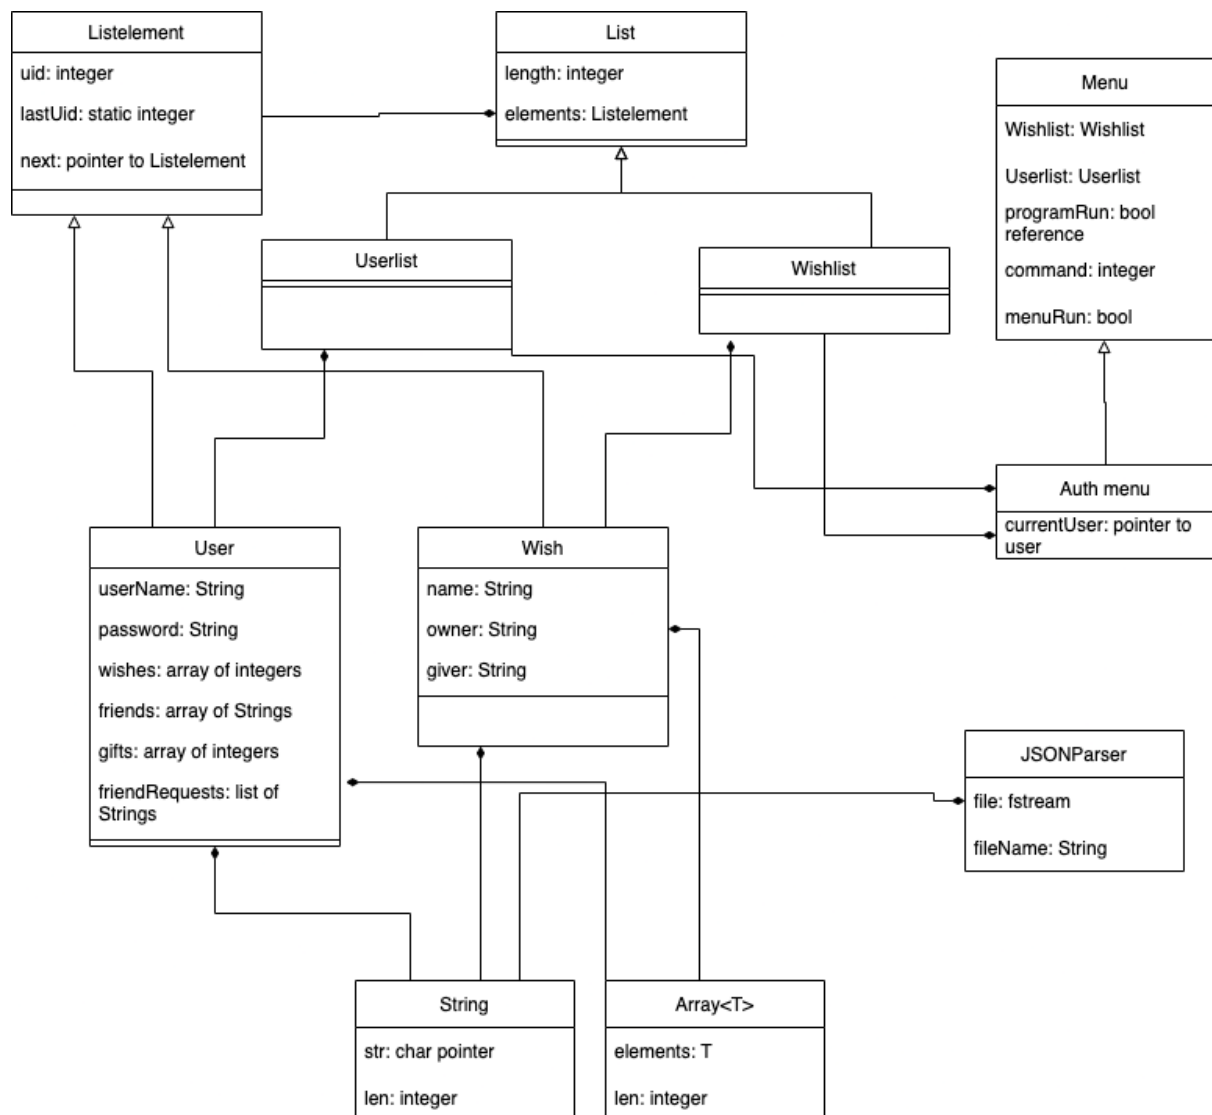 Listelement
uid: integer
lastUid: static integer
next: pointer to Listelement
List
length: integer
elements: Listelement
Menu
Wishlist: Wishlist
Userlist: Userlist
programRun: bool
reference
command: integer
menuRun: bool
Userlist
Wishlist
Auth menu
currentUser: pointer to
user
User
userName: String
password: String
wishes: array of integers
friends: array of Strings
gifts: array of integers
friendRequests: list of
Strings
Wish
name: String
owner: String
giver: String
JSONParser
file: fstream
fileName: String
String
str: char pointer
len: integer
Array<T>
elements: T
len: integer